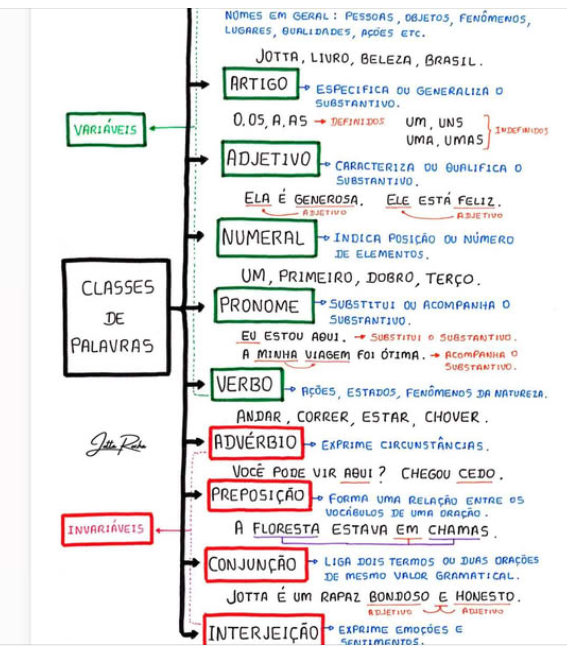 NOMES EM GERAL: PESSOAS, OBJETOS, FENÔMENOS,
LUGARES, QUALIDADES, AÇÕES ETC.
JOTTA, LIVRO, BELEZA, BRASIL.
ARTIGO
ESPECIFICA OU GENERALIZA O
SUBSTANTIVO.
O, OS, A, AS → DEFINIDOS
UM, UNS
UMA, UMAS
INDEFINIDOS
VARIÁVEIS
ADJETIVO
CARACTERIZA OU QUALIFICA O
SUBSTANTIVO.
ELA É GENEROSA. ELE ESTÁ FELIZ.
ADJETIVO ADJETIVO
NUMERAL
INDICA POSIÇÃO OU NÚMERO
DE ELEMENTOS.
UM, PRIMEIRO, DOBRO, TERÇO.
CLASSES
DE
PALAVRAS
PRONOME
SUBSTITUI OU ACOMPANHA O
SUBSTANTIVO.
EU ESTOU AQUI. → SUBSTITUI O SUBSTANTIVO.
A MINHA VIAGEM FOI ÓTIMA. → ACOMPANHA O
SUBSTANTIVO.
VERBO
AÇÕES, ESTADOS, FENÔMENOS DA NATUREZA.
ANDAR, CORRER, ESTAR, CHOVER.
Jotta Rocha
ADVÉRBIO
EXPRIME CIRCUNSTÂNCIAS.
VOCÊ PODE VIR AQUI? CHEGOU CEDO.
PREPOSIÇÃO
FORMA UMA RELAÇÃO ENTRE OS
VOCÁBULOS DE UMA ORAÇÃO.
INVARIÁVEIS
A FLORESTA ESTAVA EM CHAMAS.
CONJUNÇÃO
LIGA DOIS TERMOS OU DUAS ORAÇÕES
DE MESMO VALOR GRAMATICAL.
JOTTA É UM RAPAZ BONDOSO E HONESTO.
ADJETIVO ADJETIVO
INTERJEIÇÃO
EXPRIME EMOÇÕES E
SENTIMENTOS.